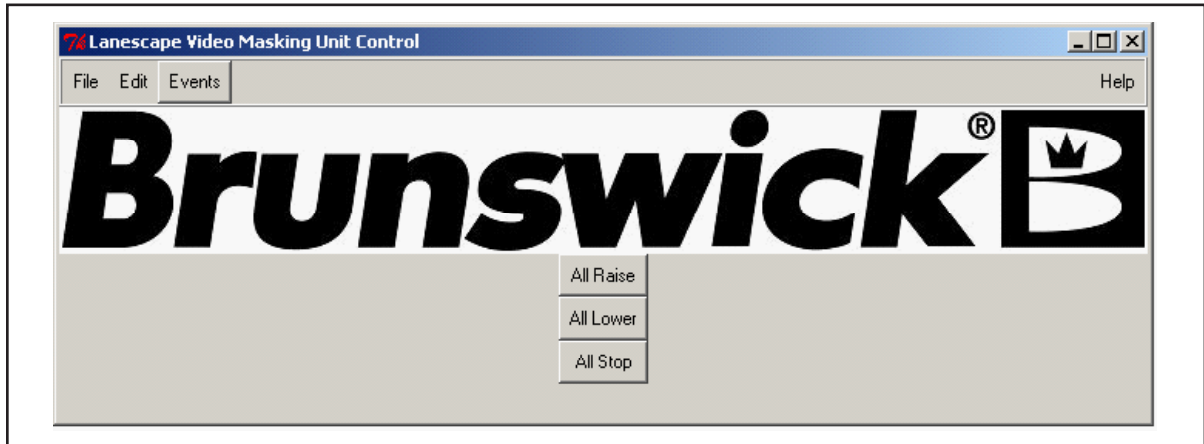 Lanescape Video Masking Unit Control
File Edit Events Help
Brunswick®
All Raise
All Lower
All Stop